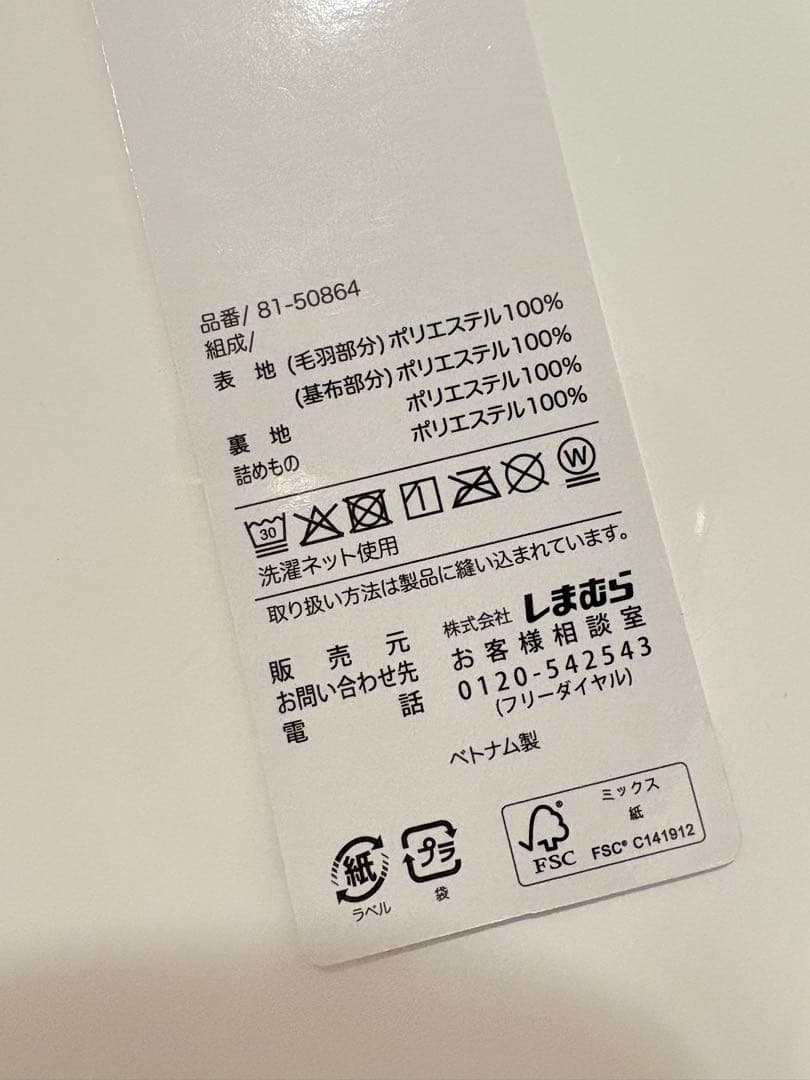 品番/ 81-50864
組成/
表 地 (毛羽部分) ポリエステル100%
(基布部分) ポリエステル100%
裏 地 ポリエステル100%
詰めもの ポリエステル100%
30 W
洗濯ネット使用
取り扱い方法は製品に縫い込まれています。
販売元 株式会社 しまむら
お問い合わせ先 お客様相談室
電話 0120-542543
(フリーダイヤル)
ベトナム製
紙 プラ
ラベル 袋
ミックス
紙
FSC FSC® C141912